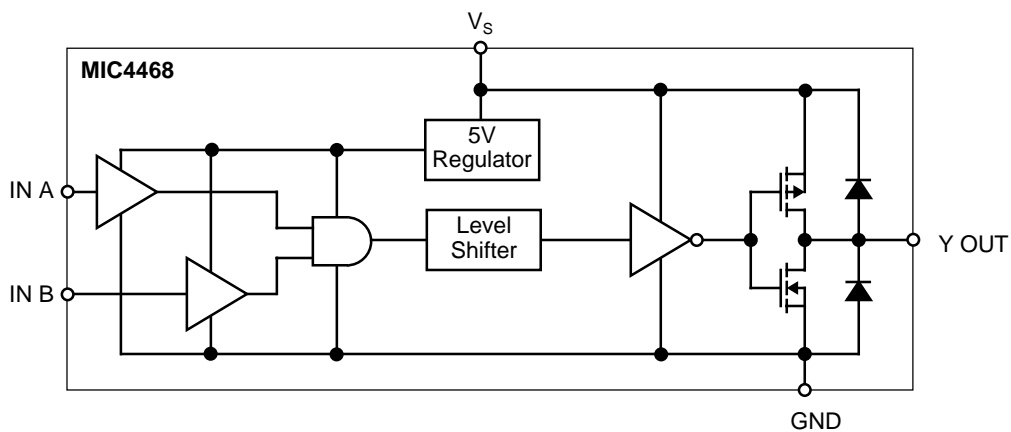 VS
MIC4468
5V
Regulator
IN A
Level
Shifter
Y OUT
IN B
GND